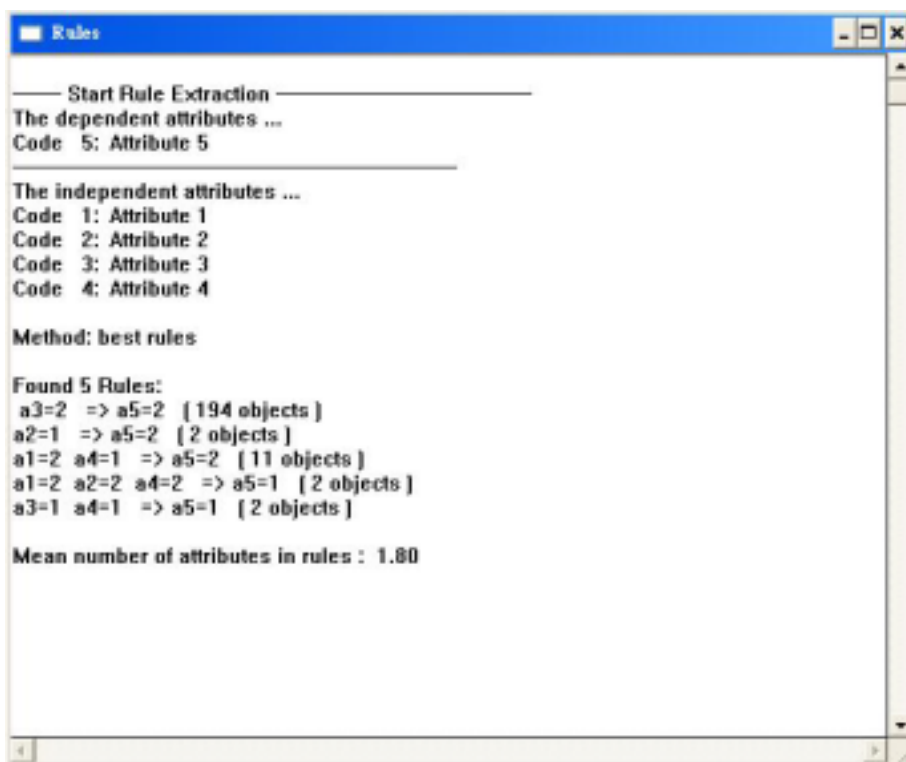 Rules
Start Rule Extraction
The dependent attributes ...
Code 5: Attribute 5
The independent attributes ...
Code 1: Attribute 1
Code 2: Attribute 2
Code 3: Attribute 3
Code 4: Attribute 4
Method: best rules
Found 5 Rules:
a3=2 => a5=2 [ 194 objects ]
a2=1 => a5=2 [ 2 objects ]
a1=2 a4=1 => a5=2 [ 11 objects ]
a1=2 a2=2 a4=2 => a5=1 [ 2 objects ]
a3=1 a4=1 => a5=1 [ 2 objects ]
Mean number of attributes in rules : 1.80